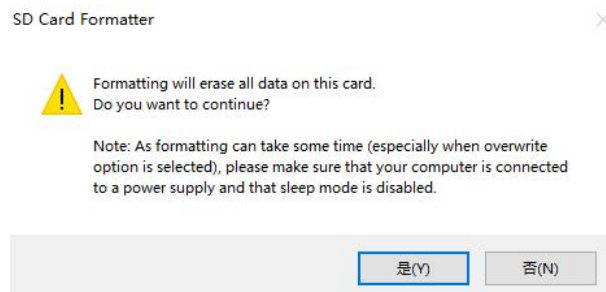 SD Card Formatter
Formatting will erase all data on this card.
Do you want to continue?
Note: As formatting can take some time (especially when overwrite
option is selected), please make sure that your computer is connected
to a power supply and that sleep mode is disabled.
是(Y)
否(N)